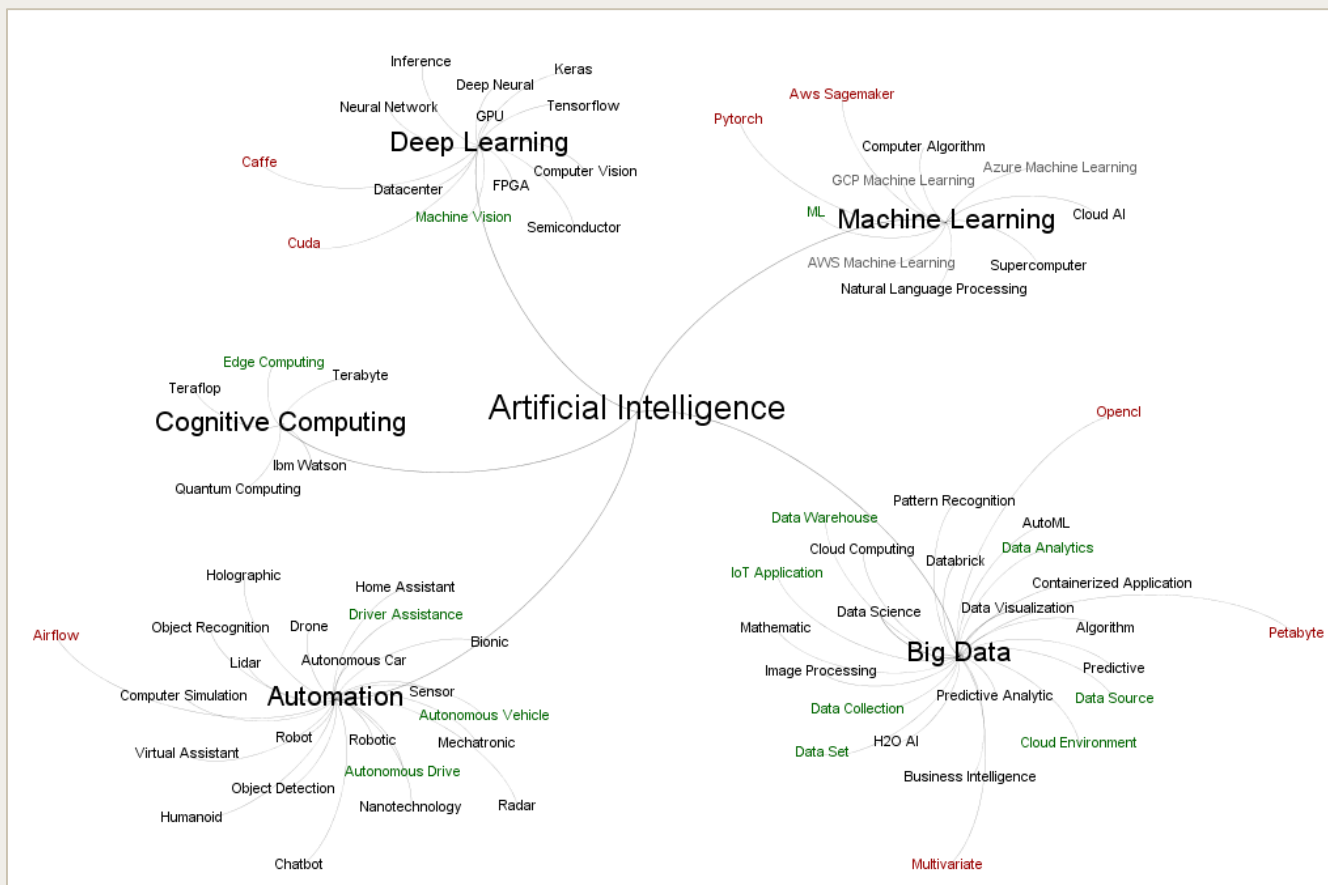 Inference
Keras
Deep Neural
Neural Network
Tensorflow
GPU
Deep Learning
Caffe
Computer Vision
Datacenter
FPGA
Machine Vision
Semiconductor
Cuda
Aws Sagemaker
Pytorch
Computer Algorithm
Azure Machine Learning
GCP Machine Learning
ML
Machine Learning
Cloud AI
AWS Machine Learning
Supercomputer
Natural Language Processing
Edge Computing
Terabyte
Teraflop
Cognitive Computing
Ibm Watson
Quantum Computing
Artificial Intelligence
Holographic
Home Assistant
Driver Assistance
Airflow
Object Recognition
Drone
Bionic
Lidar
Autonomous Car
Computer Simulation
Automation
Sensor
Autonomous Vehicle
Robot
Robotic
Mechatronic
Virtual Assistant
Autonomous Drive
Object Detection
Nanotechnology
Radar
Humanoid
Chatbot
Opencl
Pattern Recognition
Data Warehouse
AutoML
Cloud Computing
Data Analytics
Databrick
IoT Application
Containerized Application
Data Science
Data Visualization
Mathematic
Algorithm
Petabyte
Big Data
Image Processing
Predictive
Predictive Analytic
Data Source
Data Collection
H2O AI
Cloud Environment
Data Set
Business Intelligence
Multivariate